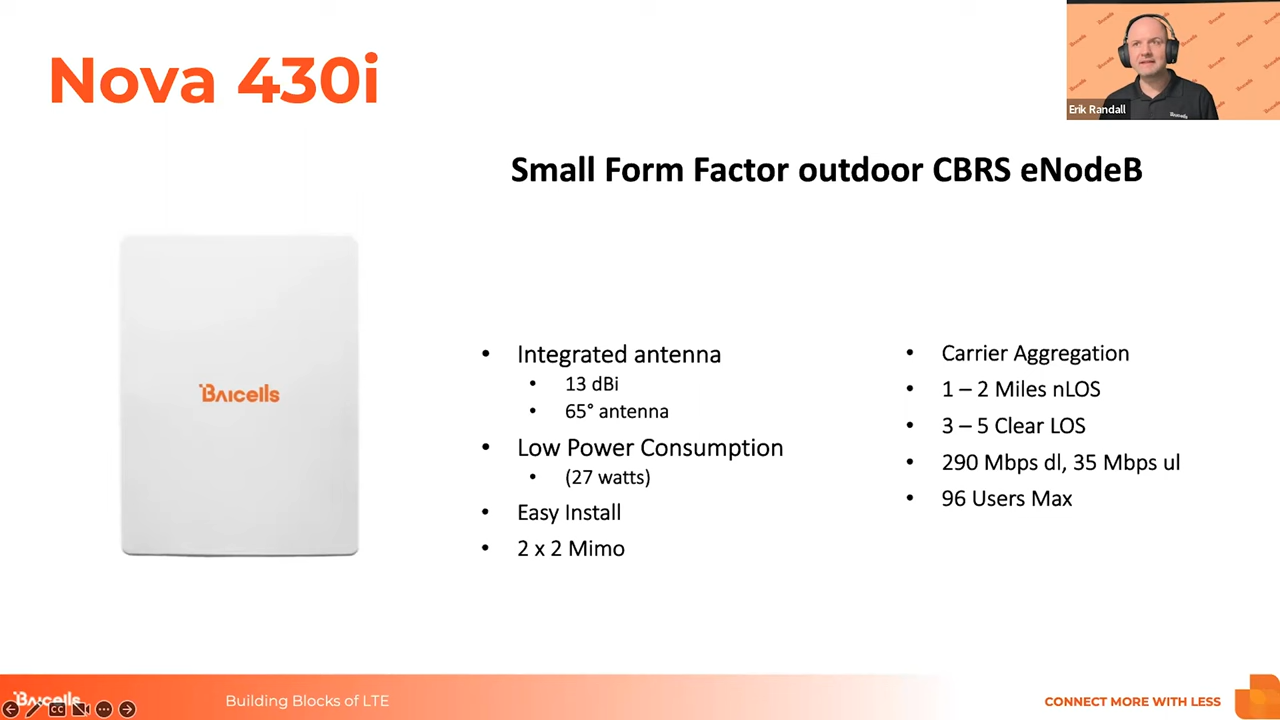 Nova 430i
Erik Randall
Small Form Factor outdoor CBRS eNodeB
Baicells
• Integrated antenna
• 13 dBi
• 65° antenna
• Low Power Consumption
• (27 watts)
• Easy Install
• 2 x 2 Mimo
• Carrier Aggregation
• 1 – 2 Miles nLOS
• 3 – 5 Clear LOS
• 290 Mbps dl, 35 Mbps ul
• 96 Users Max
Baicells
CC
Building Blocks of LTE
CONNECT MORE WITH LESS